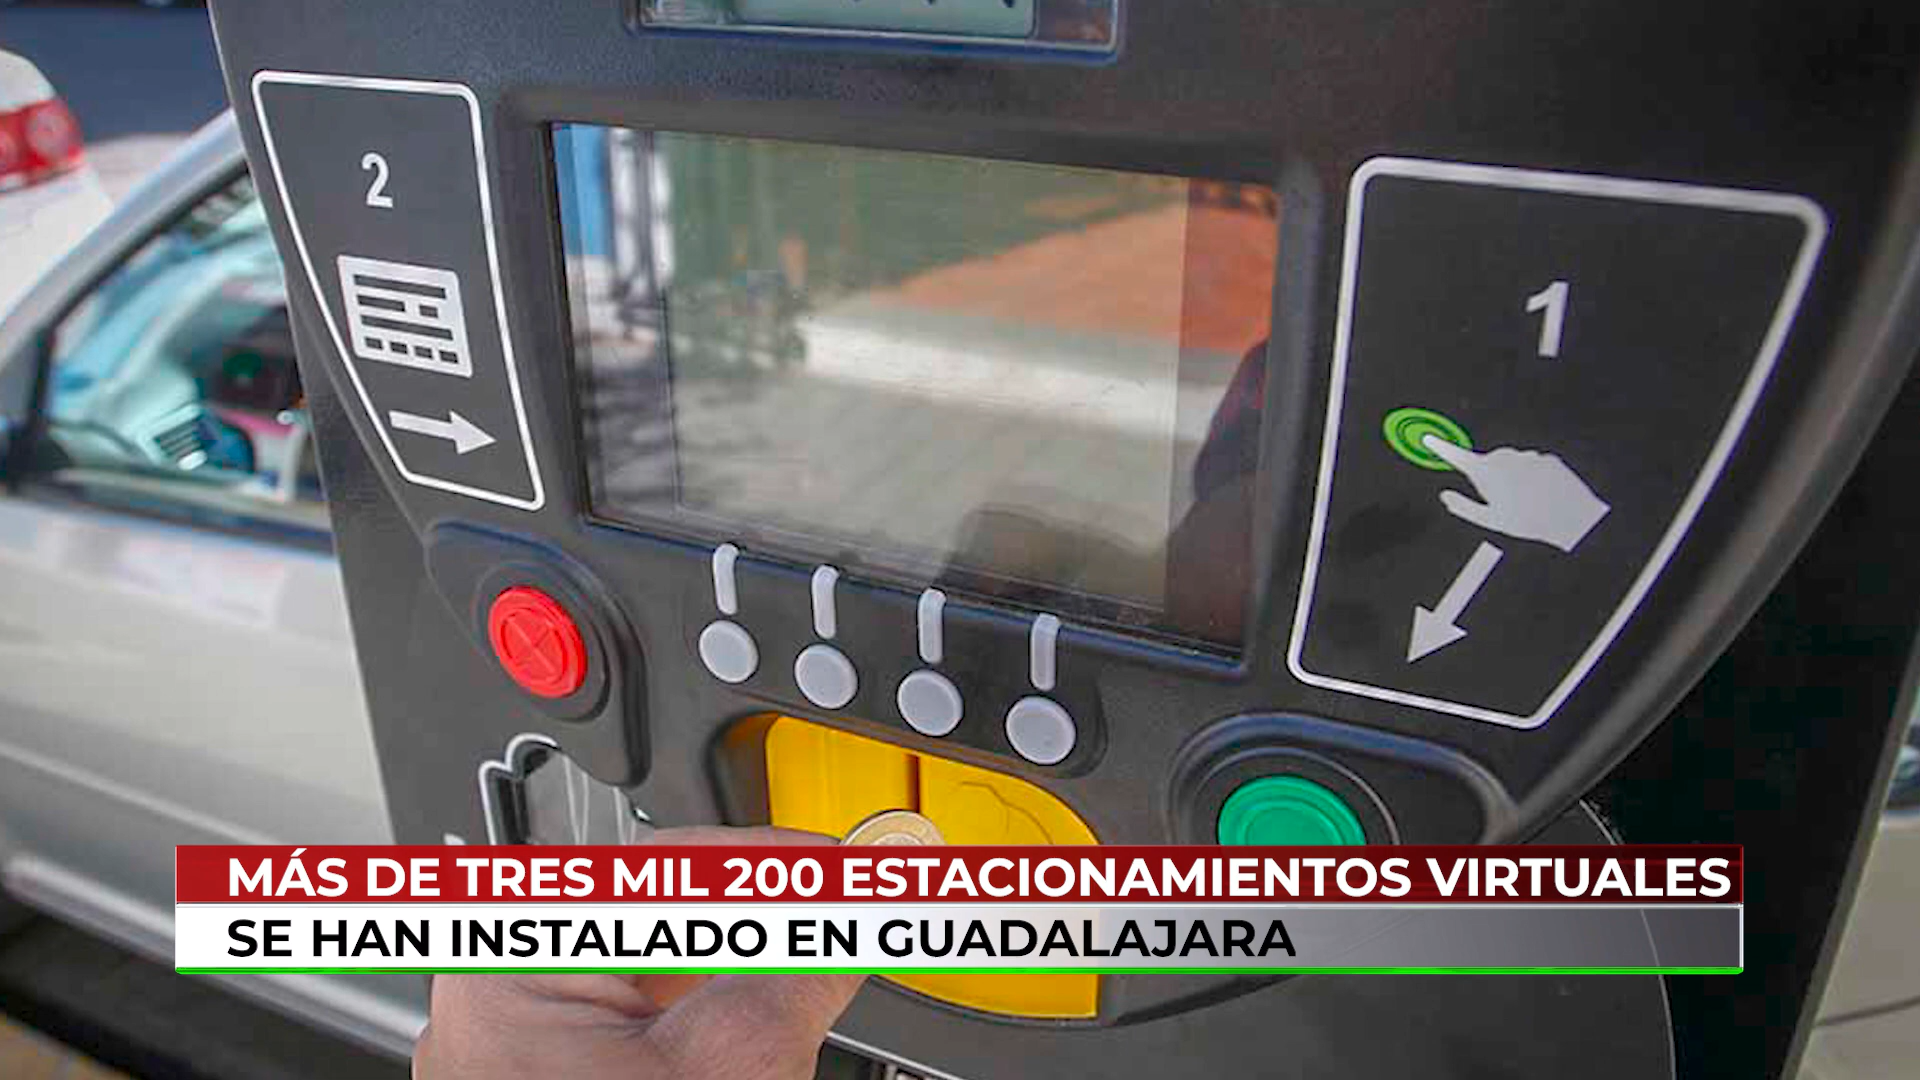 2
1
MÁS DE TRES MIL 200 ESTACIONAMIENTOS VIRTUALES
SE HAN INSTALADO EN GUADALAJARA